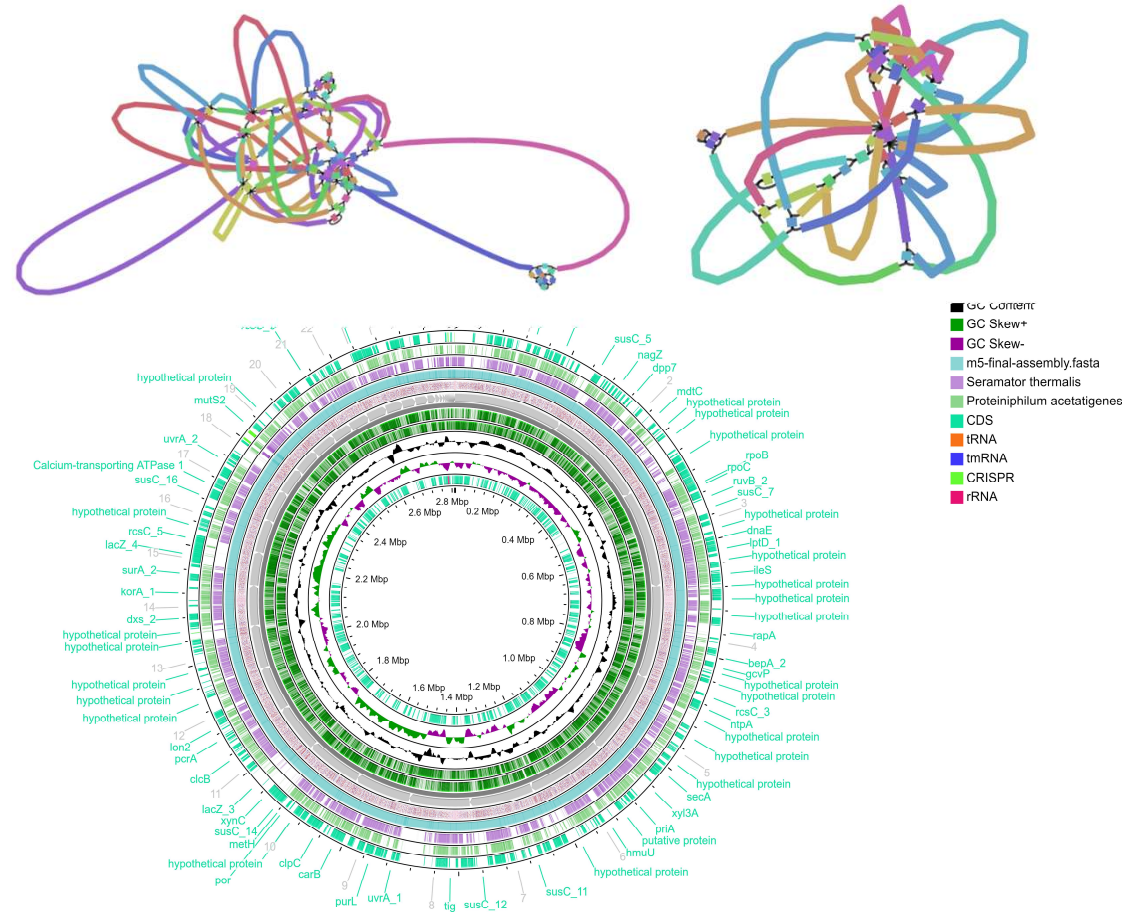 GC Content
GC Skew+
GC Skew-
m5-final-assembly.fasta
Seramator thermalis
Proteiniphilum acetatigenes
CDS
tRNA
tmRNA
CRISPR
rRNA
22
21
20
hypothetical protein
19
mutS2
18
uvrA_2
17
Calcium-transporting ATPase 1
susC_16
16
hypothetical protein
rcsC_5
lacZ_4
15
surA_2
korA_1
14
dxs_2
hypothetical protein
hypothetical protein
13
hypothetical protein
hypothetical protein
hypothetical protein
12
lon2
pcrA
clcB
11
lacZ_3
xynC
susC_14
metH
10
hypothetical protein
por
clpC
carB
9
purL
uvrA_1
8
tig
susC_12
7
susC_11
hypothetical protein
6
nmuU
putative protein
priA
xyl3A
secA
hypothetical protein
5
hypothetical protein
hypothetical protein
ntpA
rcsC_3
hypothetical protein
hypothetical protein
gcvP
bepA_2
4
rapA
hypothetical protein
hypothetical protein
hypothetical protein
ileS
hypothetical protein
lptD_1
dnaE
hypothetical protein
3
susC_7
ruvB_2
rpoC
rpoB
hypothetical protein
hypothetical protein
hypothetical protein
mdtC
2
dpp7
nagZ
susC_5
2.8 Mbp
0.2 Mbp
0.4 Mbp
0.6 Mbp
0.8 Mbp
1.0 Mbp
1.2 Mbp
1.4 Mbp
1.6 Mbp
1.8 Mbp
2.0 Mbp
2.2 Mbp
2.4 Mbp
2.6 Mbp